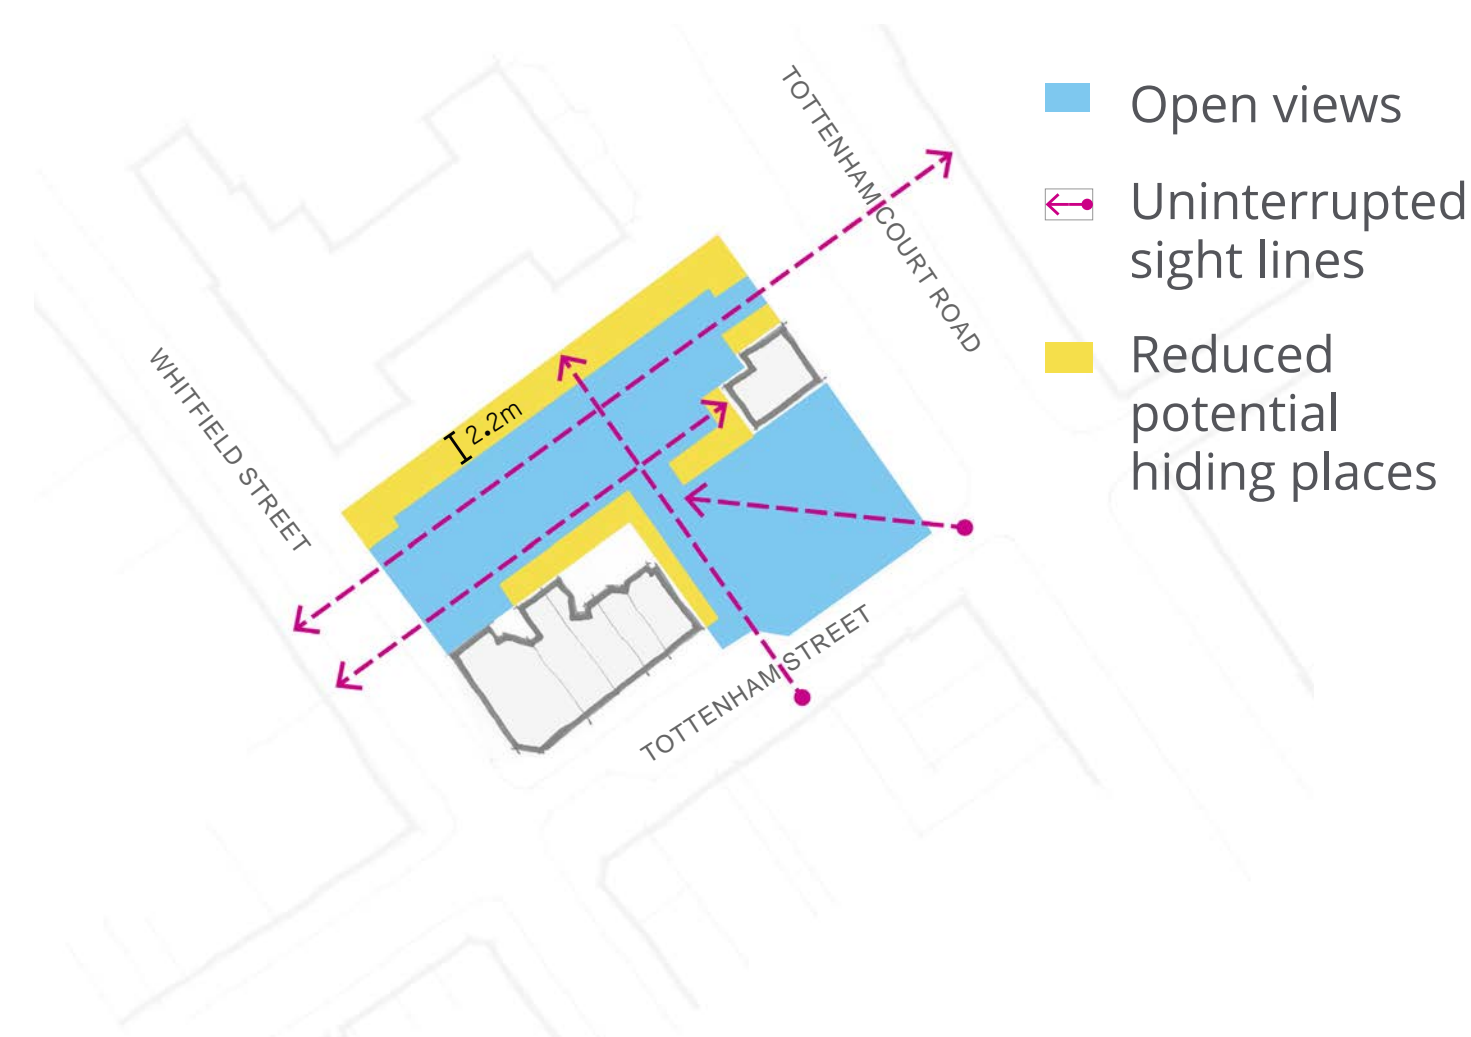 TOTTENHAM COURT ROAD
WHITFIELD STREET
2.2m
TOTTENHAM STREET
Open views
Uninterrupted
sight lines
Reduced
potential
hiding places